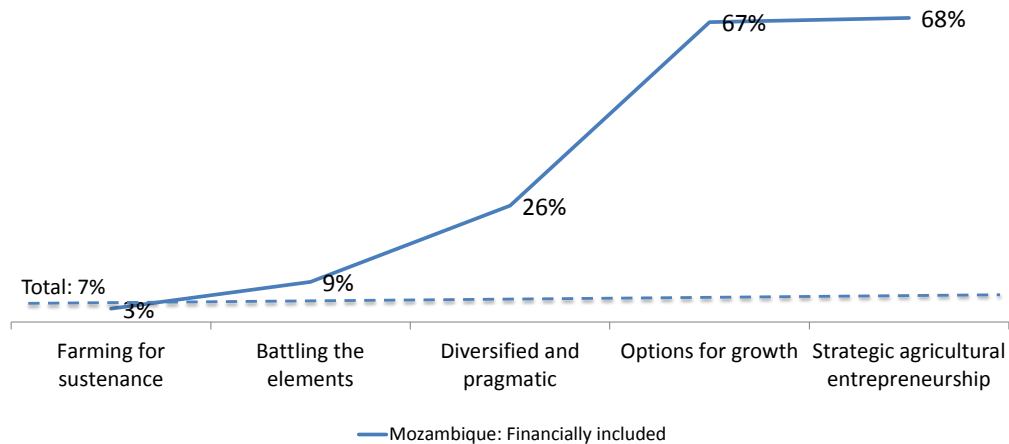 67%
68%
26%
Total: 7%
9%
3%
Farming for
sustenance
Battling the
elements
Diversified and
pragmatic
Options for growth
Strategic agricultural
entrepreneurship
Mozambique: Financially included